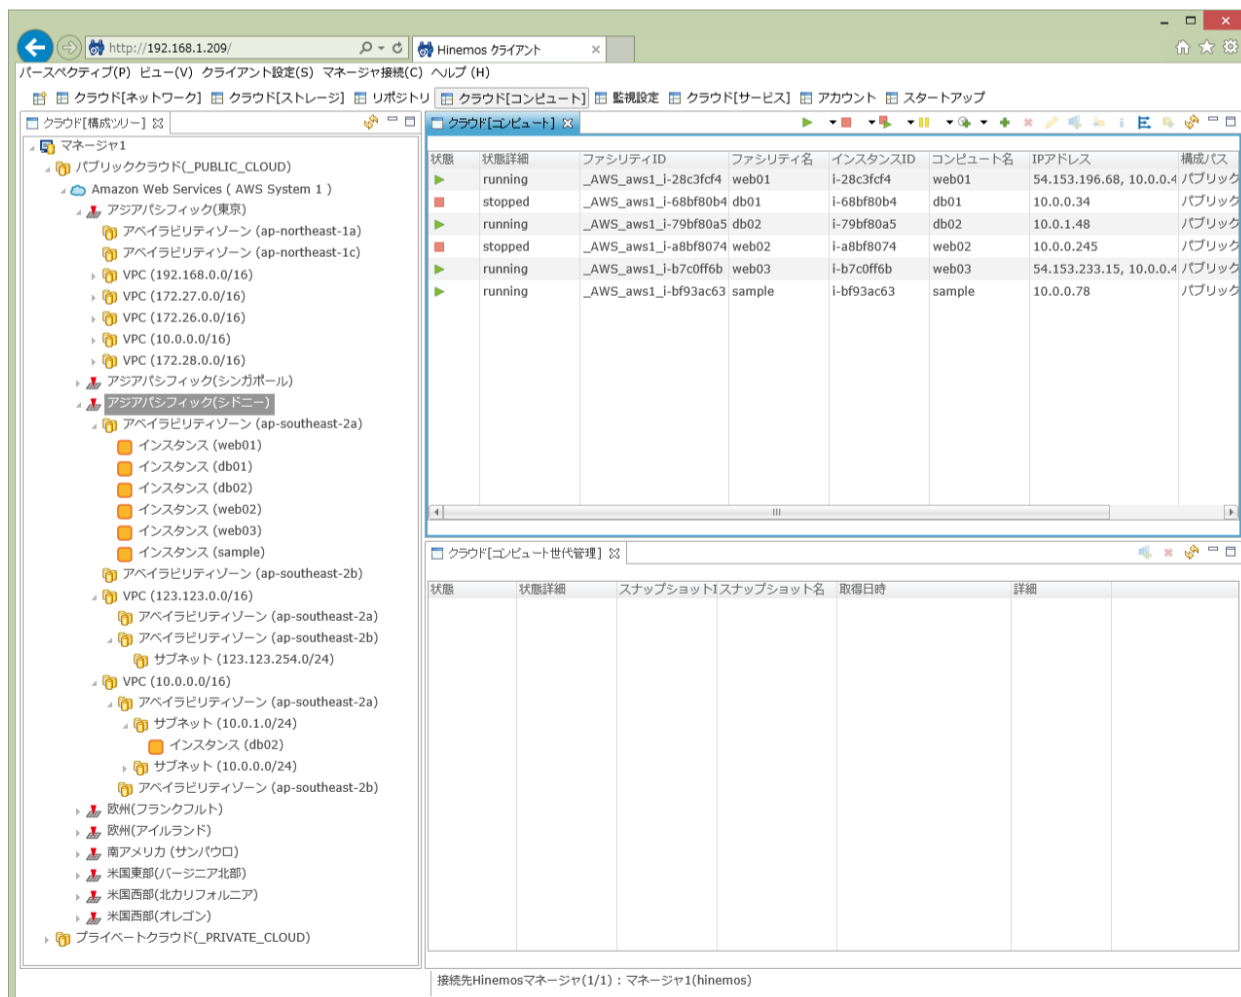 http://192.168.1.209/
Hinemos クライアント
パースペクティブ(P) ビュー(V) クライアント設定(S) マネージャ接続(C) ヘルプ (H)
クラウド[ネットワーク] クラウド[ストレージ] リポジトリ クラウド[コンピュート] 監視設定 クラウド[サービス] アカウント スタートアップ
クラウド[構成ツリー]
マネージャ1
パブリッククラウド(_PUBLIC_CLOUD)
Amazon Web Services ( AWS System 1 )
アジアパシフィック(東京)
アベイラビリティゾーン (ap-northeast-1a)
アベイラビリティゾーン (ap-northeast-1c)
VPC (192.168.0.0/16)
VPC (172.27.0.0/16)
VPC (172.26.0.0/16)
VPC (10.0.0.0/16)
VPC (172.28.0.0/16)
アジアパシフィック(シンガポール)
アジアパシフィック(シドニー)
アベイラビリティゾーン (ap-southeast-2a)
インスタンス (web01)
インスタンス (db01)
インスタンス (db02)
インスタンス (web02)
インスタンス (web03)
インスタンス (sample)
アベイラビリティゾーン (ap-southeast-2b)
VPC (123.123.0.0/16)
アベイラビリティゾーン (ap-southeast-2a)
アベイラビリティゾーン (ap-southeast-2b)
サブネット (123.123.254.0/24)
VPC (10.0.0.0/16)
アベイラビリティゾーン (ap-southeast-2a)
サブネット (10.0.1.0/24)
インスタンス (db02)
サブネット (10.0.0.0/24)
アベイラビリティゾーン (ap-southeast-2b)
欧州(フランクフルト)
欧州(アイルランド)
南アメリカ (サンパウロ)
米国東部(バージニア北部)
米国西部(北カリフォルニア)
米国西部(オレゴン)
プライベートクラウド(_PRIVATE_CLOUD)
クラウド[コンピュート]
状態 状態詳細 ファシリティID ファシリティ名 インスタンスID コンピュート名 IPアドレス 構成パス
running _AWS_aws1_i-28c3fcf4 web01 i-28c3fcf4 web01 54.153.196.68, 10.0.0.4 パブリック
stopped _AWS_aws1_i-68bf80b4 db01 i-68bf80b4 db01 10.0.0.34 パブリック
running _AWS_aws1_i-79bf80a5 db02 i-79bf80a5 db02 10.0.1.48 パブリック
stopped _AWS_aws1_i-a8bf8074 web02 i-a8bf8074 web02 10.0.0.245 パブリック
running _AWS_aws1_i-b7c0ff6b web03 i-b7c0ff6b web03 54.153.233.15, 10.0.0.4 パブリック
running _AWS_aws1_i-bf93ac63 sample i-bf93ac63 sample 10.0.0.78 パブリック
クラウド[コンピュート世代管理]
状態 状態詳細 スナップショットI スナップショット名 取得日時 詳細
接続先Hinemosマネージャ(1/1) : マネージャ1(hinemos)